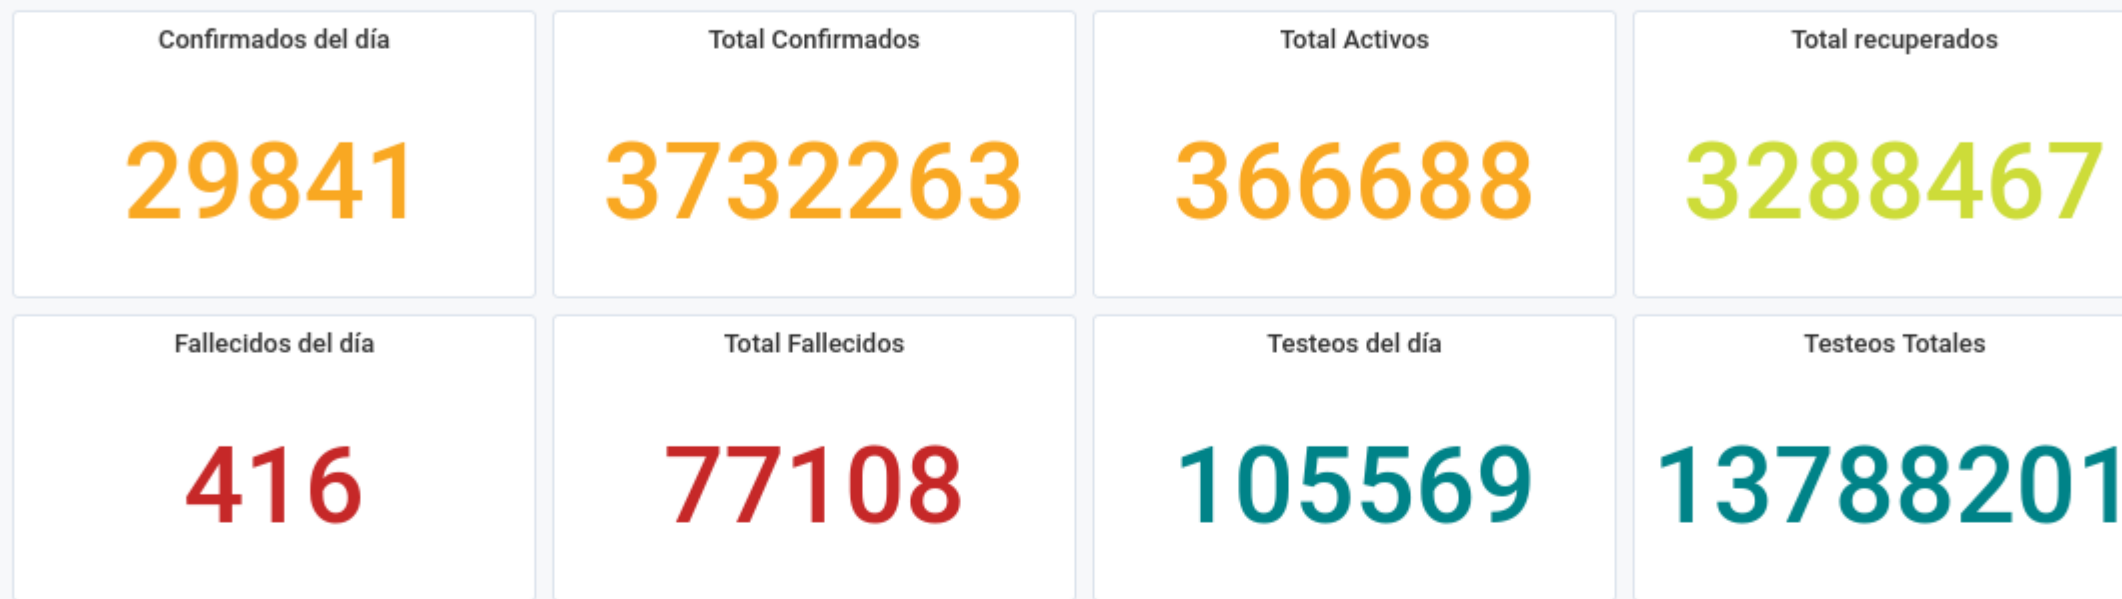 Confirmados del día
Total Confirmados
Total Activos
Total recuperados
29841
3732263
366688
3288467
Fallecidos del día
Total Fallecidos
Testeos del día
Testeos Totales
416
77108
105569
13788201